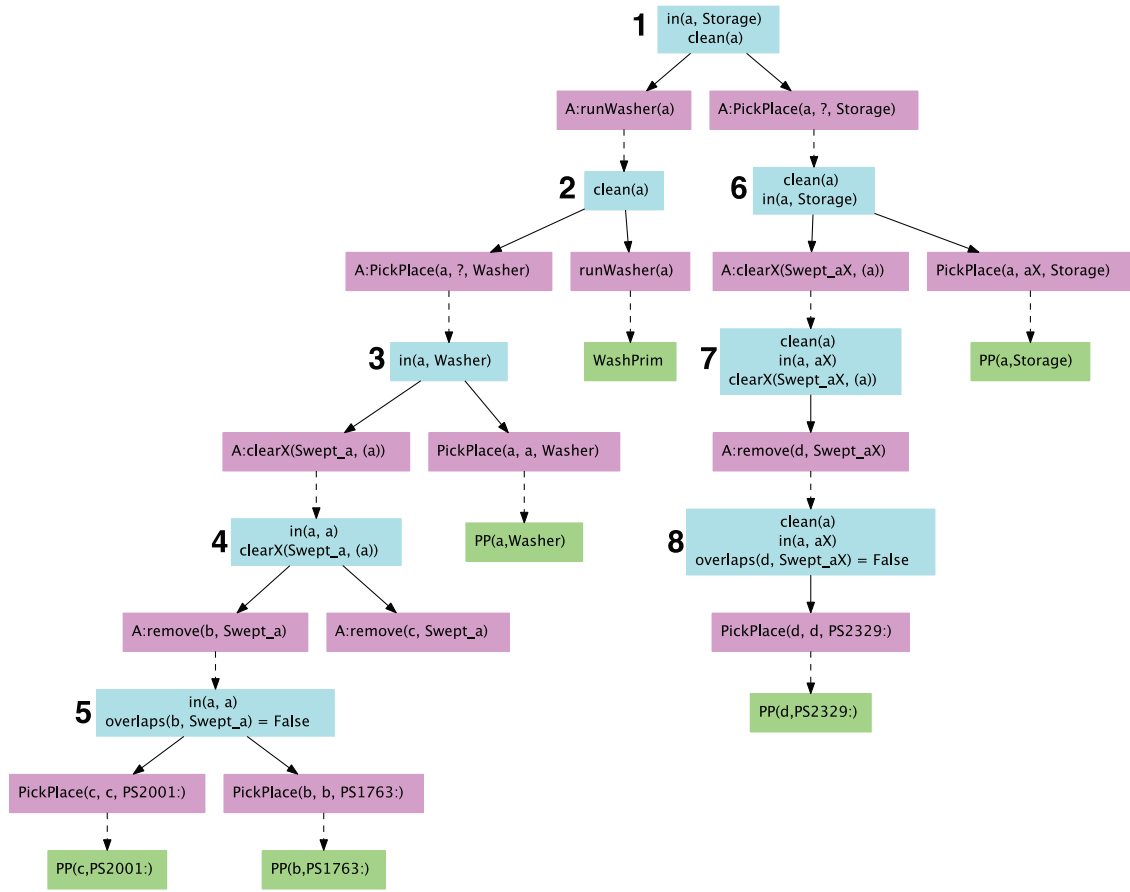 1
in(a, Storage)
clean(a)
A:runWasher(a)
A:PickPlace(a, ?, Storage)
2
clean(a)
6
clean(a)
in(a, Storage)
A:PickPlace(a, ?, Washer)
runWasher(a)
A:clearX(Swept_aX, (a))
PickPlace(a, aX, Storage)
3
in(a, Washer)
WashPrim
7
clean(a)
in(a, aX)
clearX(Swept_aX, (a))
PP(a,Storage)
A:clearX(Swept_a, (a))
PickPlace(a, a, Washer)
A:remove(d, Swept_aX)
4
in(a, a)
clearX(Swept_a, (a))
PP(a,Washer)
8
clean(a)
in(a, aX)
overlaps(d, Swept_aX) = False
A:remove(b, Swept_a)
A:remove(c, Swept_a)
PickPlace(d, d, PS2329:)
5
in(a, a)
overlaps(b, Swept_a) = False
PP(d,PS2329:)
PickPlace(c, c, PS2001:)
PickPlace(b, b, PS1763:)
PP(c,PS2001:)
PP(b,PS1763:)